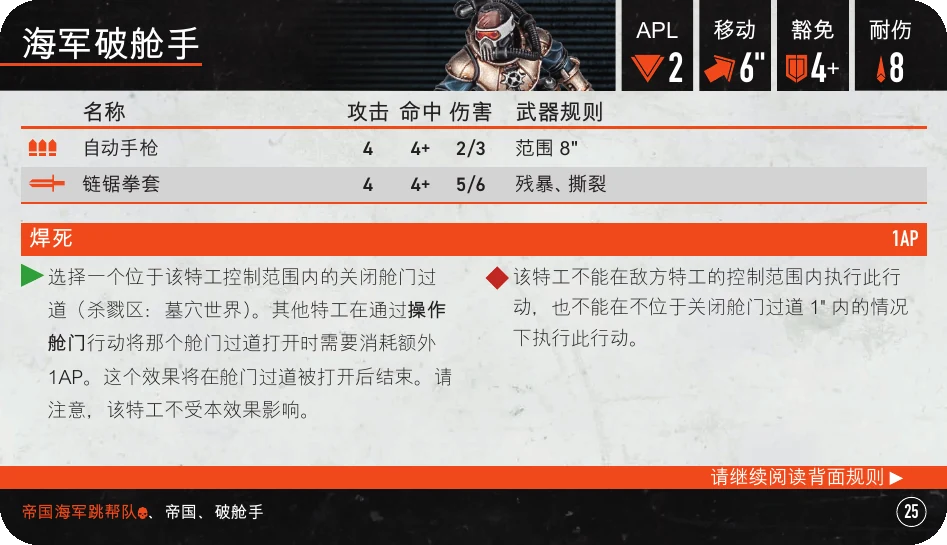 海军破舱手
APL 移动 豁免 耐伤
2 6" 4+ 8
名称 攻击 命中 伤害 武器规则
自动手枪 4 4+ 2/3 范围 8"
链锯拳套 4 4+ 5/6 残暴、撕裂
焊死 1AP
选择一个位于该特工控制范围内的关闭舱门过
道（杀戮区：墓穴世界）。其他特工在通过操作
舱门行动将那个舱门过道打开时需要消耗额外
1AP。这个效果将在舱门过道被打开后结束。请
注意，该特工不受本效果影响。
该特工不能在敌方特工的控制范围内执行此行
动，也不能在不位于关闭舱门过道 1" 内的情况
下执行此行动。
请继续阅读背面规则 ▶
帝国海军跳帮队、帝国、破舱手
25